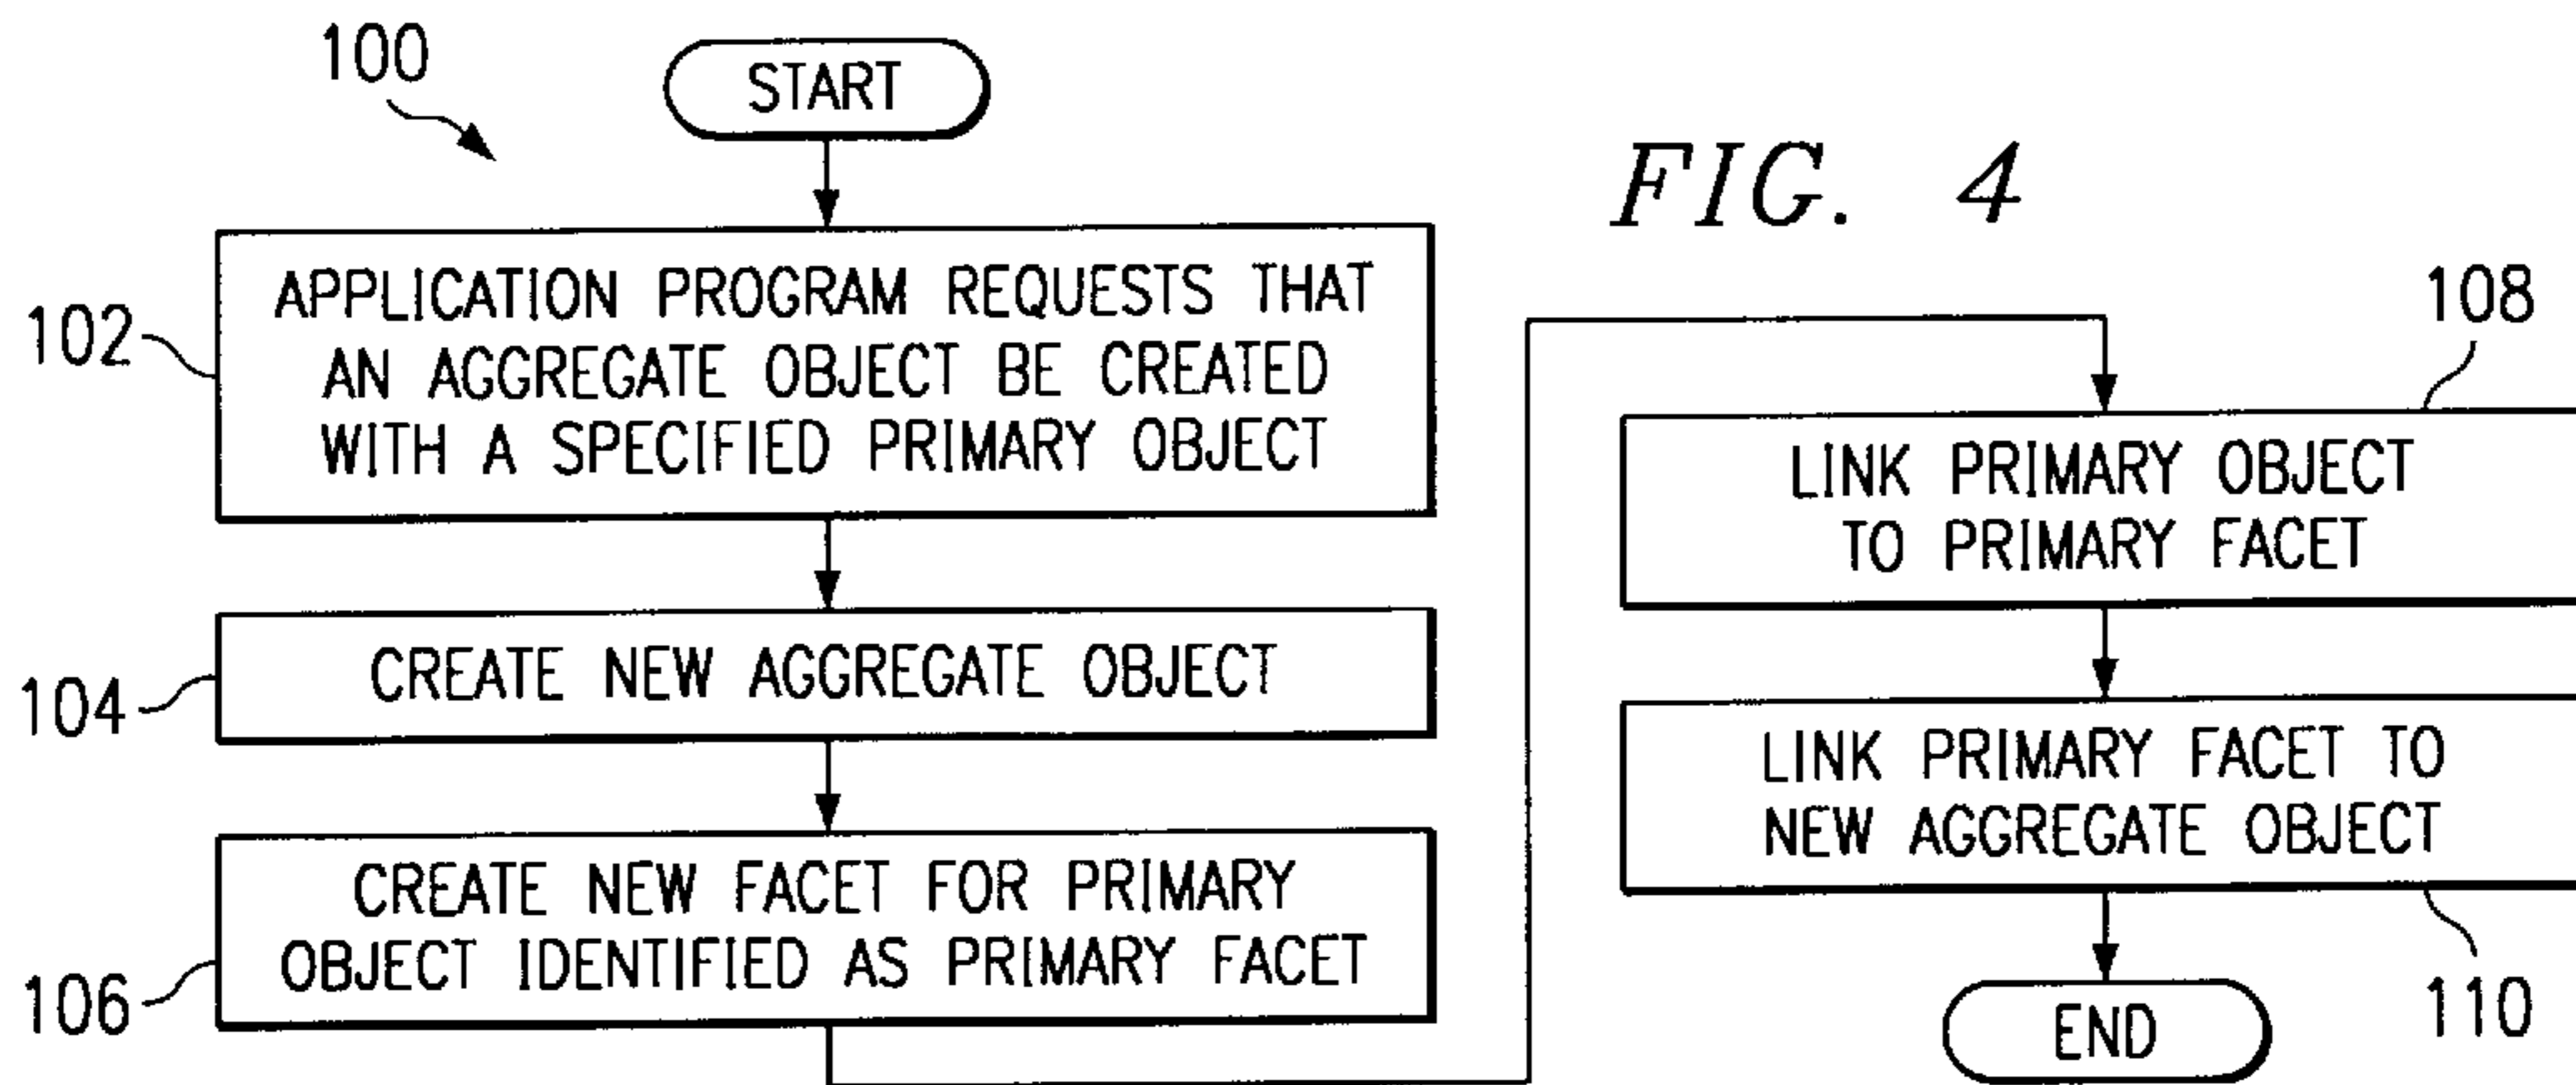 100
START
FIG. 4
102
APPLICATION PROGRAM REQUESTS THAT
AN AGGREGATE OBJECT BE CREATED
WITH A SPECIFIED PRIMARY OBJECT
104
CREATE NEW AGGREGATE OBJECT
106
CREATE NEW FACET FOR PRIMARY
OBJECT IDENTIFIED AS PRIMARY FACET
108
LINK PRIMARY OBJECT
TO PRIMARY FACET
LINK PRIMARY FACET TO
NEW AGGREGATE OBJECT
110
END